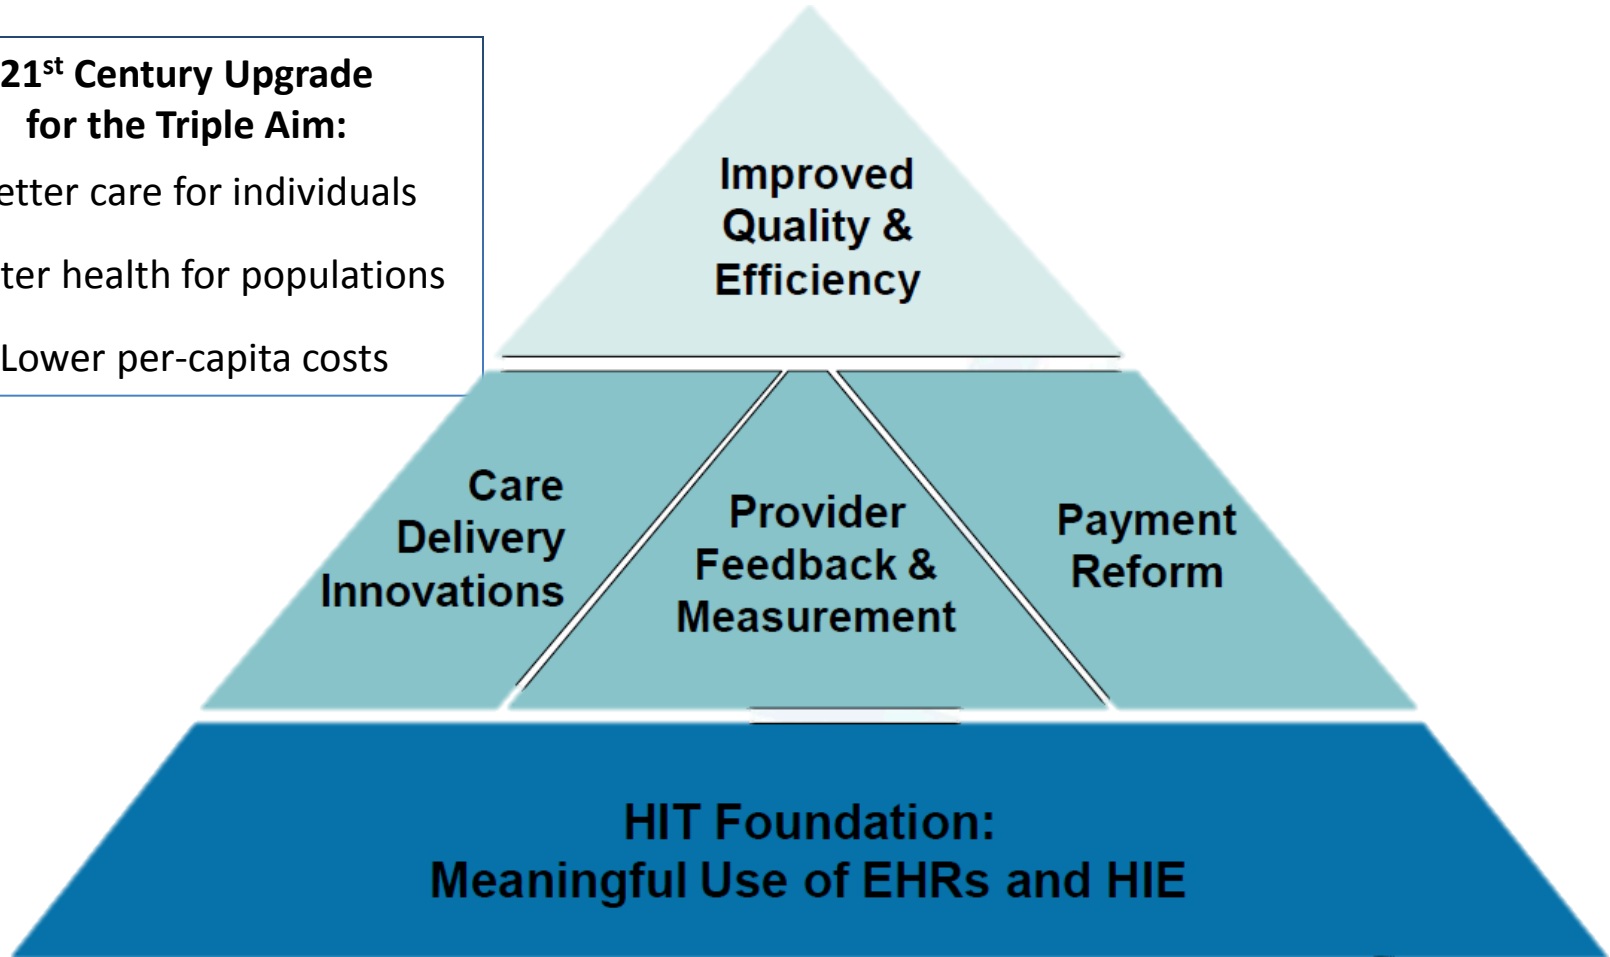 21st Century Upgrade
for the Triple Aim:
etter care for individuals
ter health for populations
Lower per-capita costs
Improved
Quality &
Efficiency
Care
Delivery
Innovations
Provider
Feedback &
Measurement
Payment
Reform
HIT Foundation:
Meaningful Use of EHRs and HIE